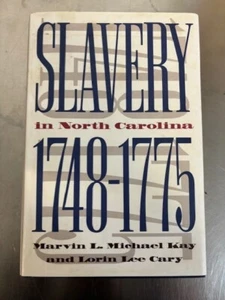 SLAVERY
in North Carolina
1748-1775
Marvin L. Michael Kay
and Lorin Lee Cary